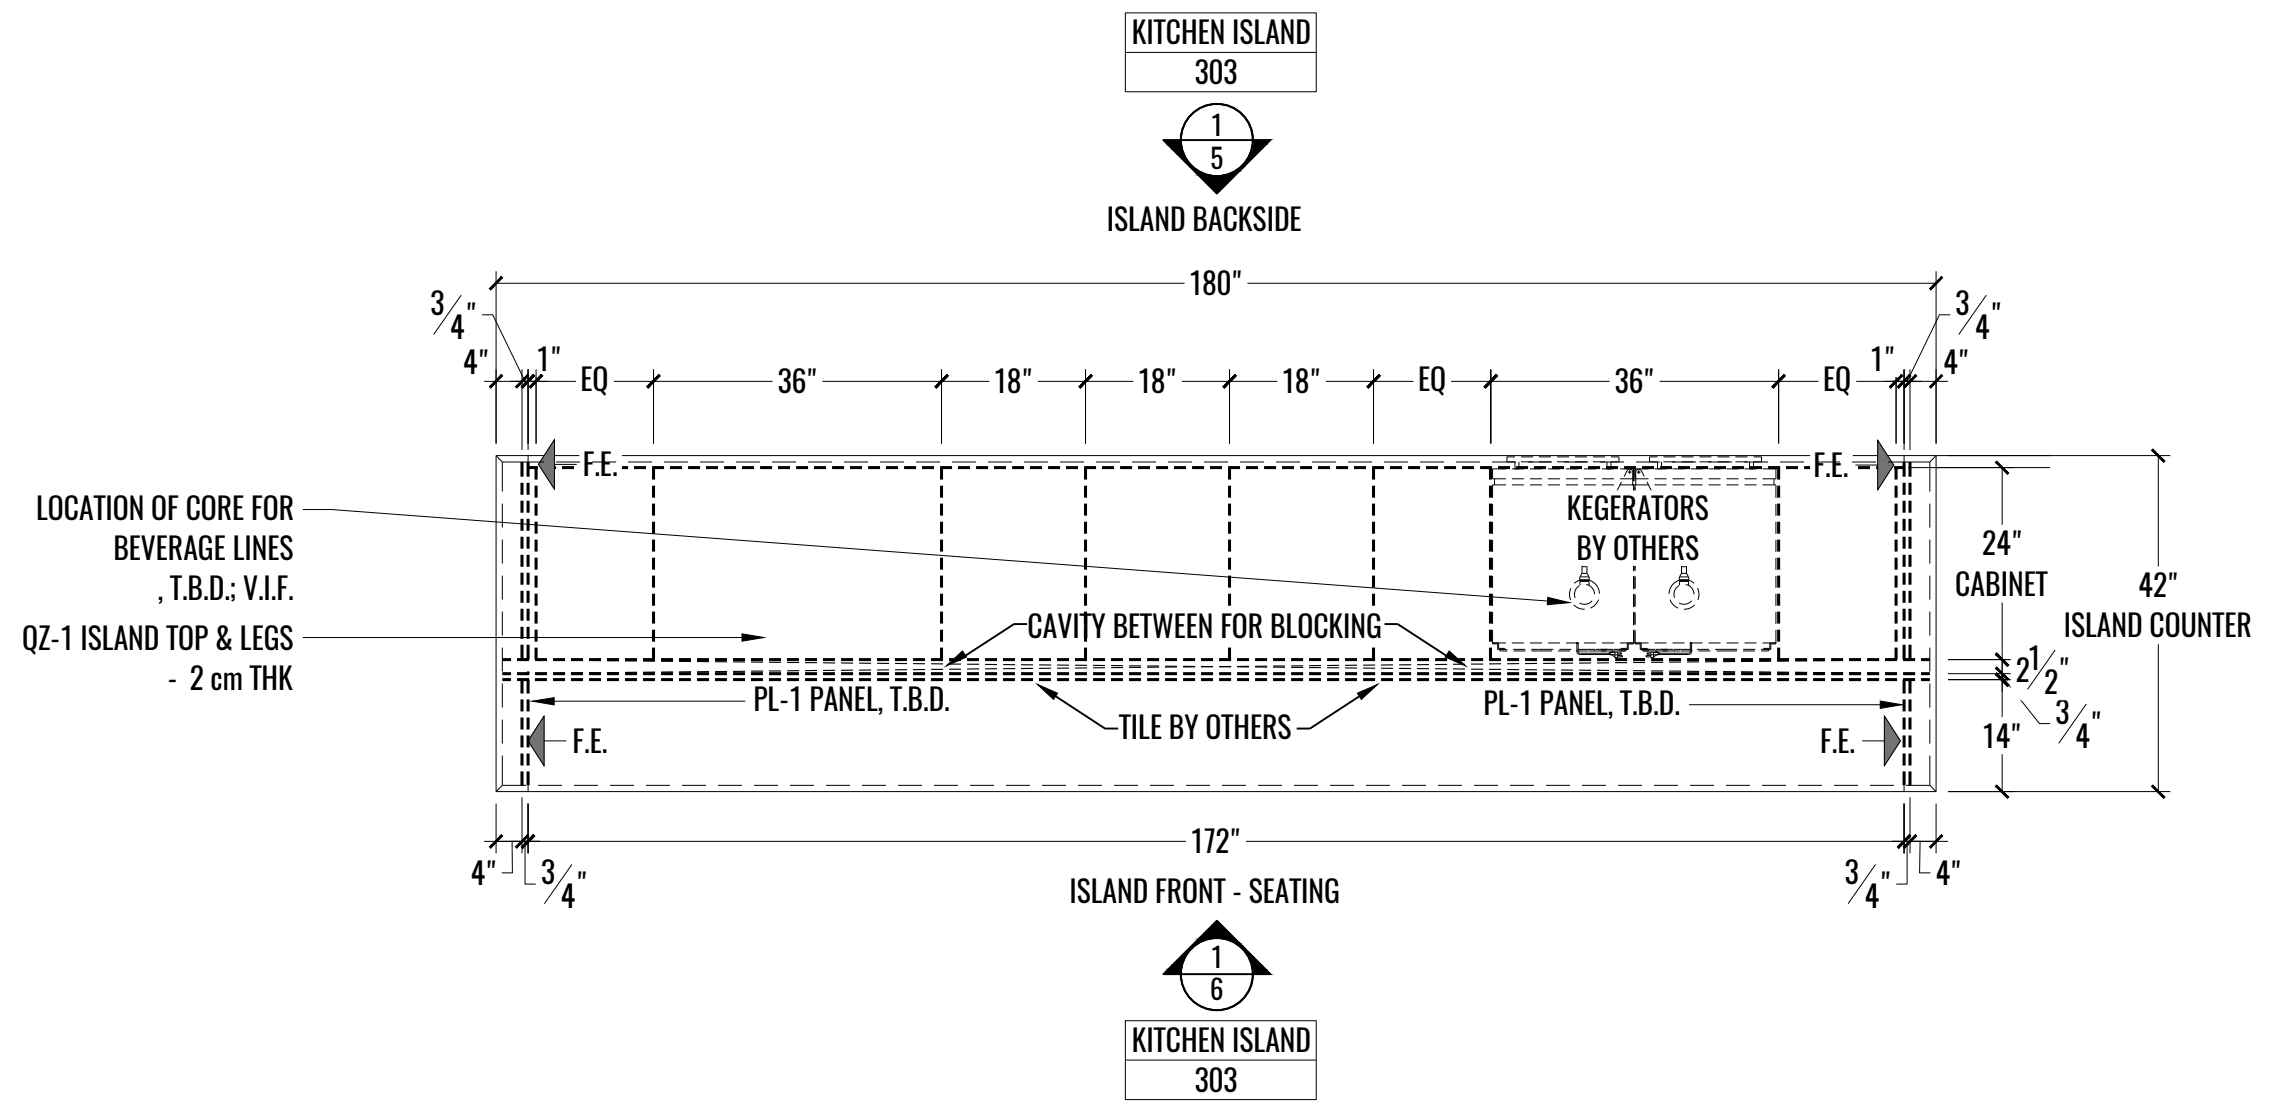 KITCHEN ISLAND
303
1
5
ISLAND BACKSIDE
180"
3/4"
3/4"
4"
1"
EQ
36"
18"
18"
18"
EQ
36"
EQ
1"
4"
F.E.
F.E.
LOCATION OF CORE FOR
BEVERAGE LINES
, T.B.D.; V.I.F.
KEGERATORS
BY OTHERS
24"
CABINET
42"
ISLAND COUNTER
QZ-1 ISLAND TOP & LEGS
- 2 cm THK
CAVITY BETWEEN FOR BLOCKING
2 1/2"
PL-1 PANEL, T.B.D.
PL-1 PANEL, T.B.D.
TILE BY OTHERS
3/4"
14"
F.E.
F.E.
172"
4"
3/4"
3/4"
4"
ISLAND FRONT - SEATING
1
6
KITCHEN ISLAND
303